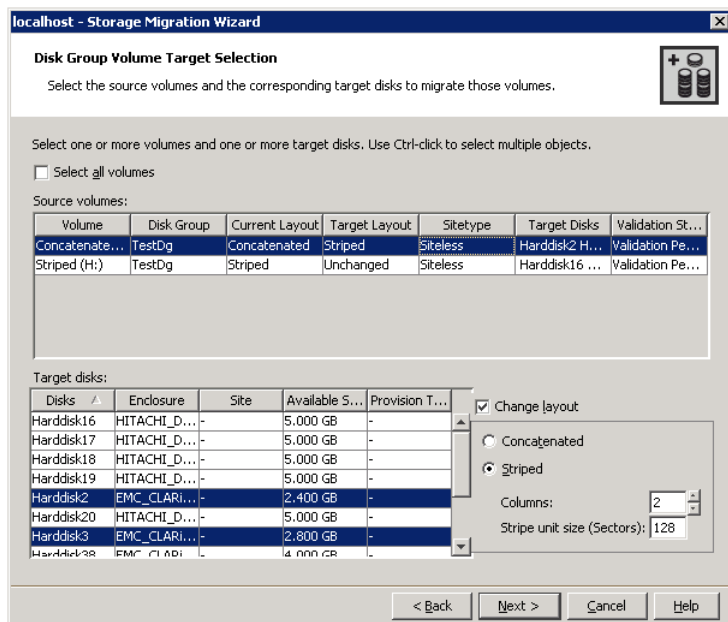 localhost - Storage Migration Wizard
Disk Group Volume Target Selection
Select the source volumes and the corresponding target disks to migrate those volumes.
Select one or more volumes and one or more target disks. Use Ctrl-click to select multiple objects.
Select all volumes
Source volumes:
Volume Disk Group Current Layout Target Layout Sitetype Target Disks Validation St...
Concatenate... TestDg Concatenated Striped Siteless Harddisk2 H... Validation Pe...
Striped (H:) TestDg Striped Unchanged Siteless Harddisk16 ... Validation Pe...
Target disks:
Disks Enclosure Site Available S... Provision T...
Harddisk16 HITACHI_D... - 5.000 GB -
Harddisk17 HITACHI_D... - 5.000 GB -
Harddisk18 HITACHI_D... - 5.000 GB -
Harddisk19 HITACHI_D... - 5.000 GB -
Harddisk2 EMC_CLARi... - 2.400 GB -
Harddisk20 HITACHI_D... - 5.000 GB -
Harddisk3 EMC_CLARi... - 2.800 GB -
Harddisk38 EMC_CLARi... - 4.000 GB -
Change layout
Concatenated
Striped
Columns: 2
Stripe unit size (Sectors): 128
< Back Next > Cancel Help